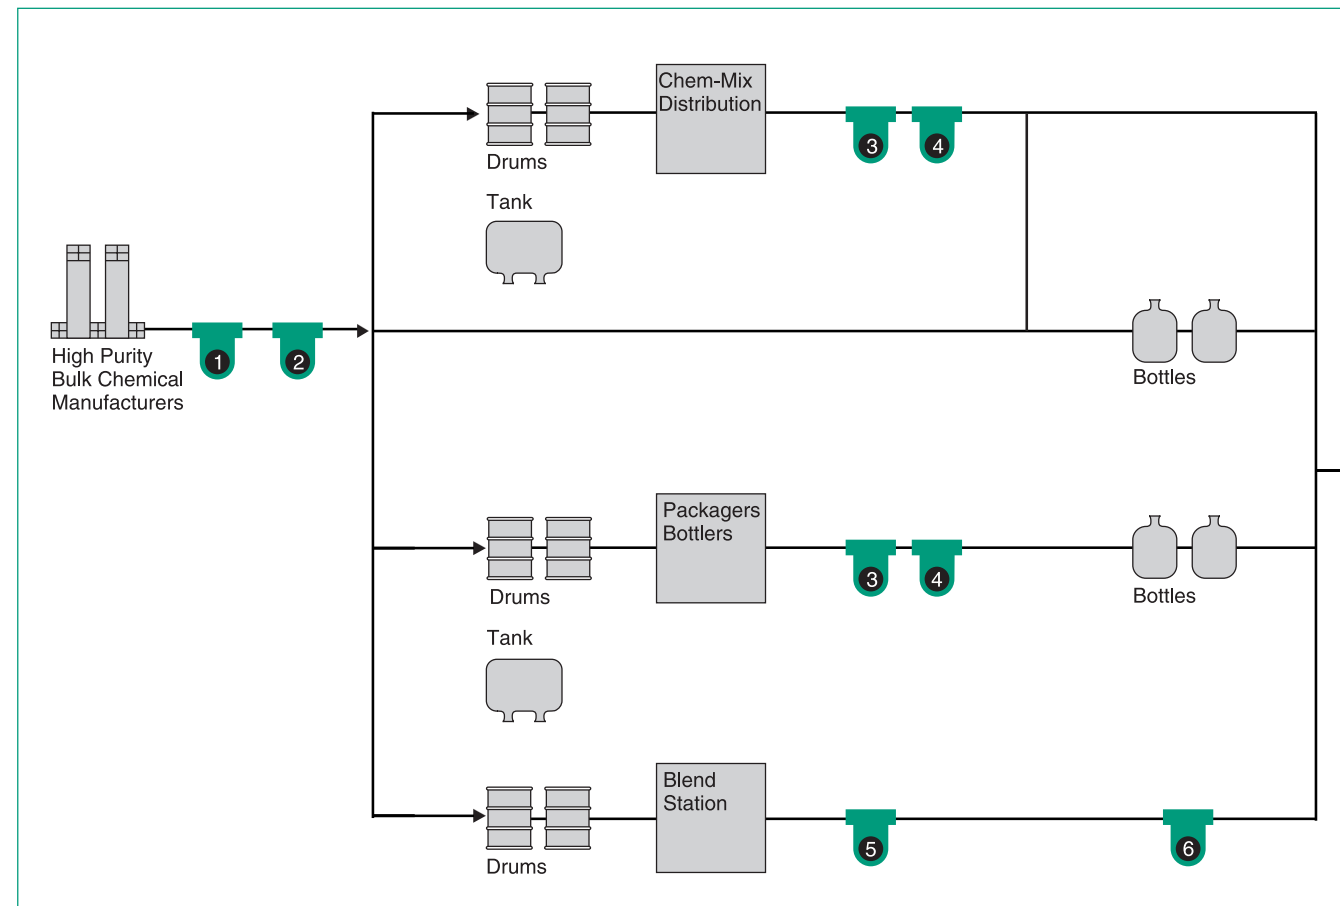 Chem-Mix
Distribution
3
4
Drums
Tank
High Purity
Bulk Chemical
Manufacturers
1
2
Bottles
Packagers
Bottlers
3
4
Drums
Bottles
Tank
Blend
Station
5
6
Drums